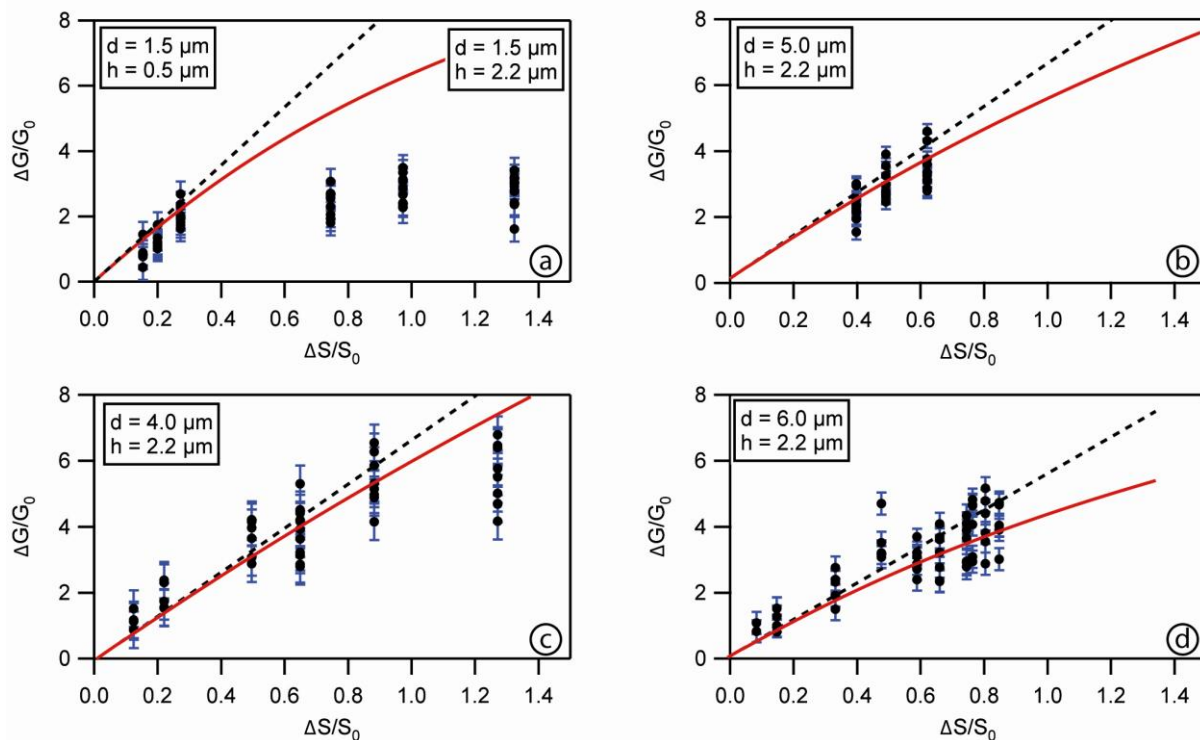 d = 1.5 µm
h = 0.5 µm
d = 1.5 µm
h = 2.2 µm
8
6
4
2
0
ΔG/G₀
0.0 0.2 0.4 0.6 0.8 1.0 1.2 1.4
ΔS/S₀
a
d = 5.0 µm
h = 2.2 µm
8
6
4
2
0
ΔG/G₀
0.0 0.2 0.4 0.6 0.8 1.0 1.2 1.4
ΔS/S₀
b
d = 4.0 µm
h = 2.2 µm
8
6
4
2
0
ΔG/G₀
0.0 0.2 0.4 0.6 0.8 1.0 1.2 1.4
ΔS/S₀
c
d = 6.0 µm
h = 2.2 µm
8
6
4
2
0
ΔG/G₀
0.0 0.2 0.4 0.6 0.8 1.0 1.2 1.4
ΔS/S₀
d